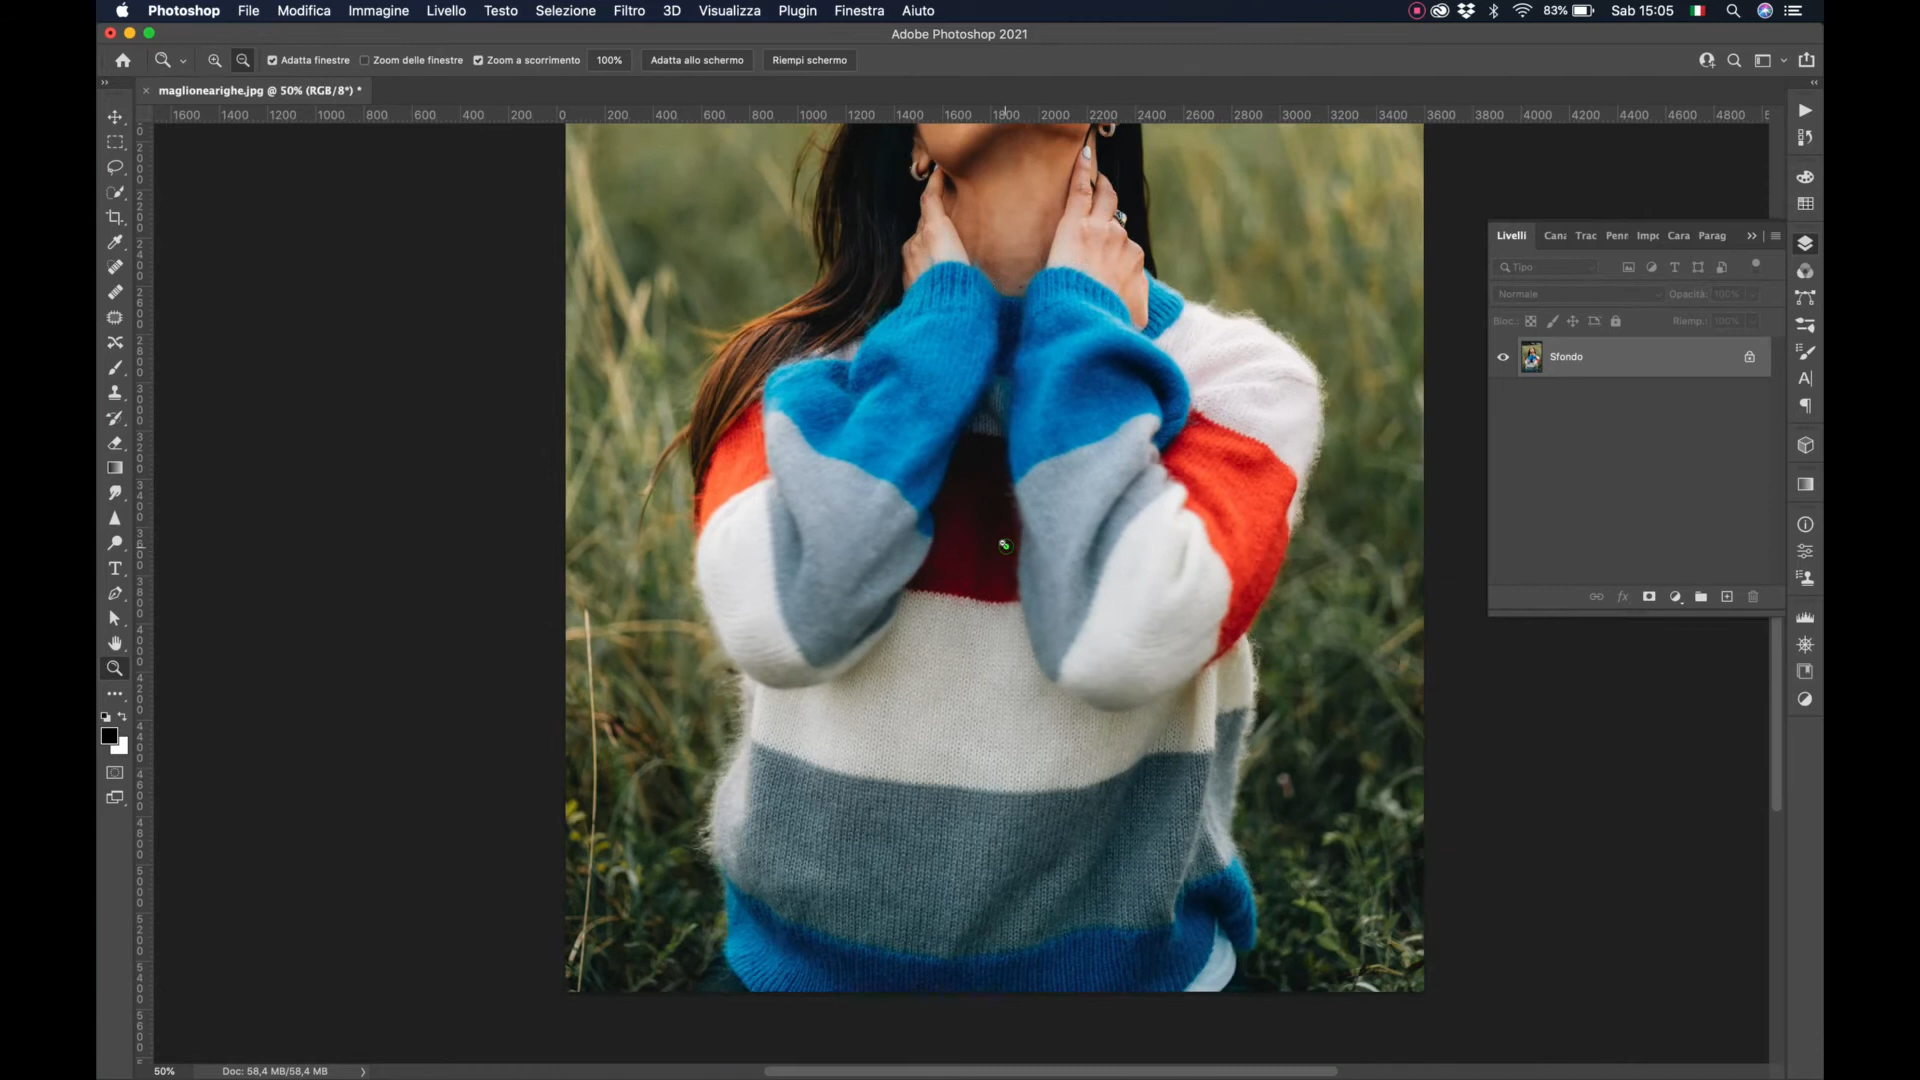 Photoshop File Modifica Immagine Livello Testo Selezione Filtro 3D Visualizza Plugin Finestra Aiuto 83% Sab 15:05
Adobe Photoshop 2021
Adatta finestre Zoom delle finestre Zoom a scorrimento 100% Adatta allo schermo Riempi schermo
maglionearighe.jpg @ 50% (RGB/8*) *
1600 1400 1200 1000 800 600 400 200 0 200 400 600 800 1000 1200 1400 1600 1800 2000 2200 2400 2600 2800 3000 3200 3400 3600 3800 4000 4200 4400 4600 4800
Livelli Cana Trac Penn Impo Cara Parag
Tipo
Normale Opacità: 100%
Bloc.: Riemp.: 100%
Sfondo
50% Doc: 58,4 MB/58,4 MB